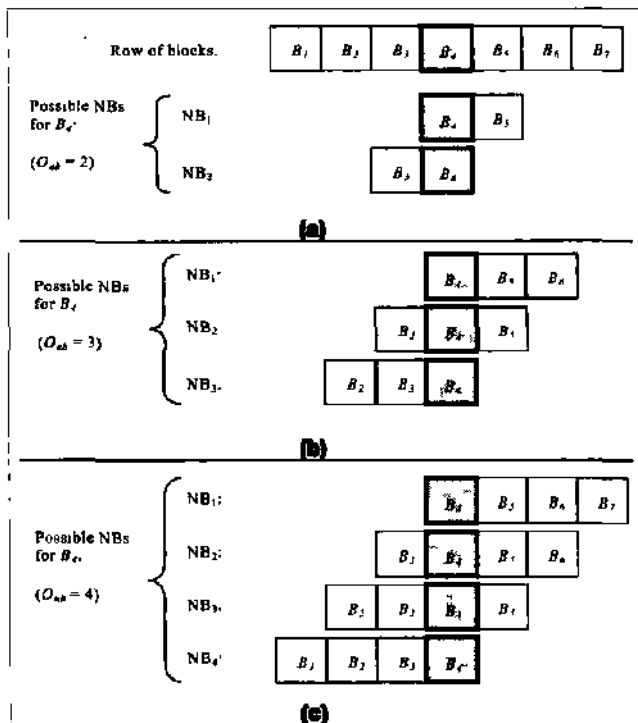 Row of blocks. B1 B2 B3 B4 B5 B6 B7
Possible NBs
for B4
(Onb = 2)
NB1 B4 B5
NB2 B3 B4
(a)
Possible NBs
for B4
(Onb = 3)
NB1: B4 B5 B6
NB2 B3 B4 B5
NB3. B2 B3 B4
(b)
Possible NBs
for B4.
(Onb = 4)
NB1: B4 B5 B6 B7
NB2: B3 B4 B5 B6
NB3. B2 B3 B4 B5
NB4. B1 B2 B3 B4
(c)